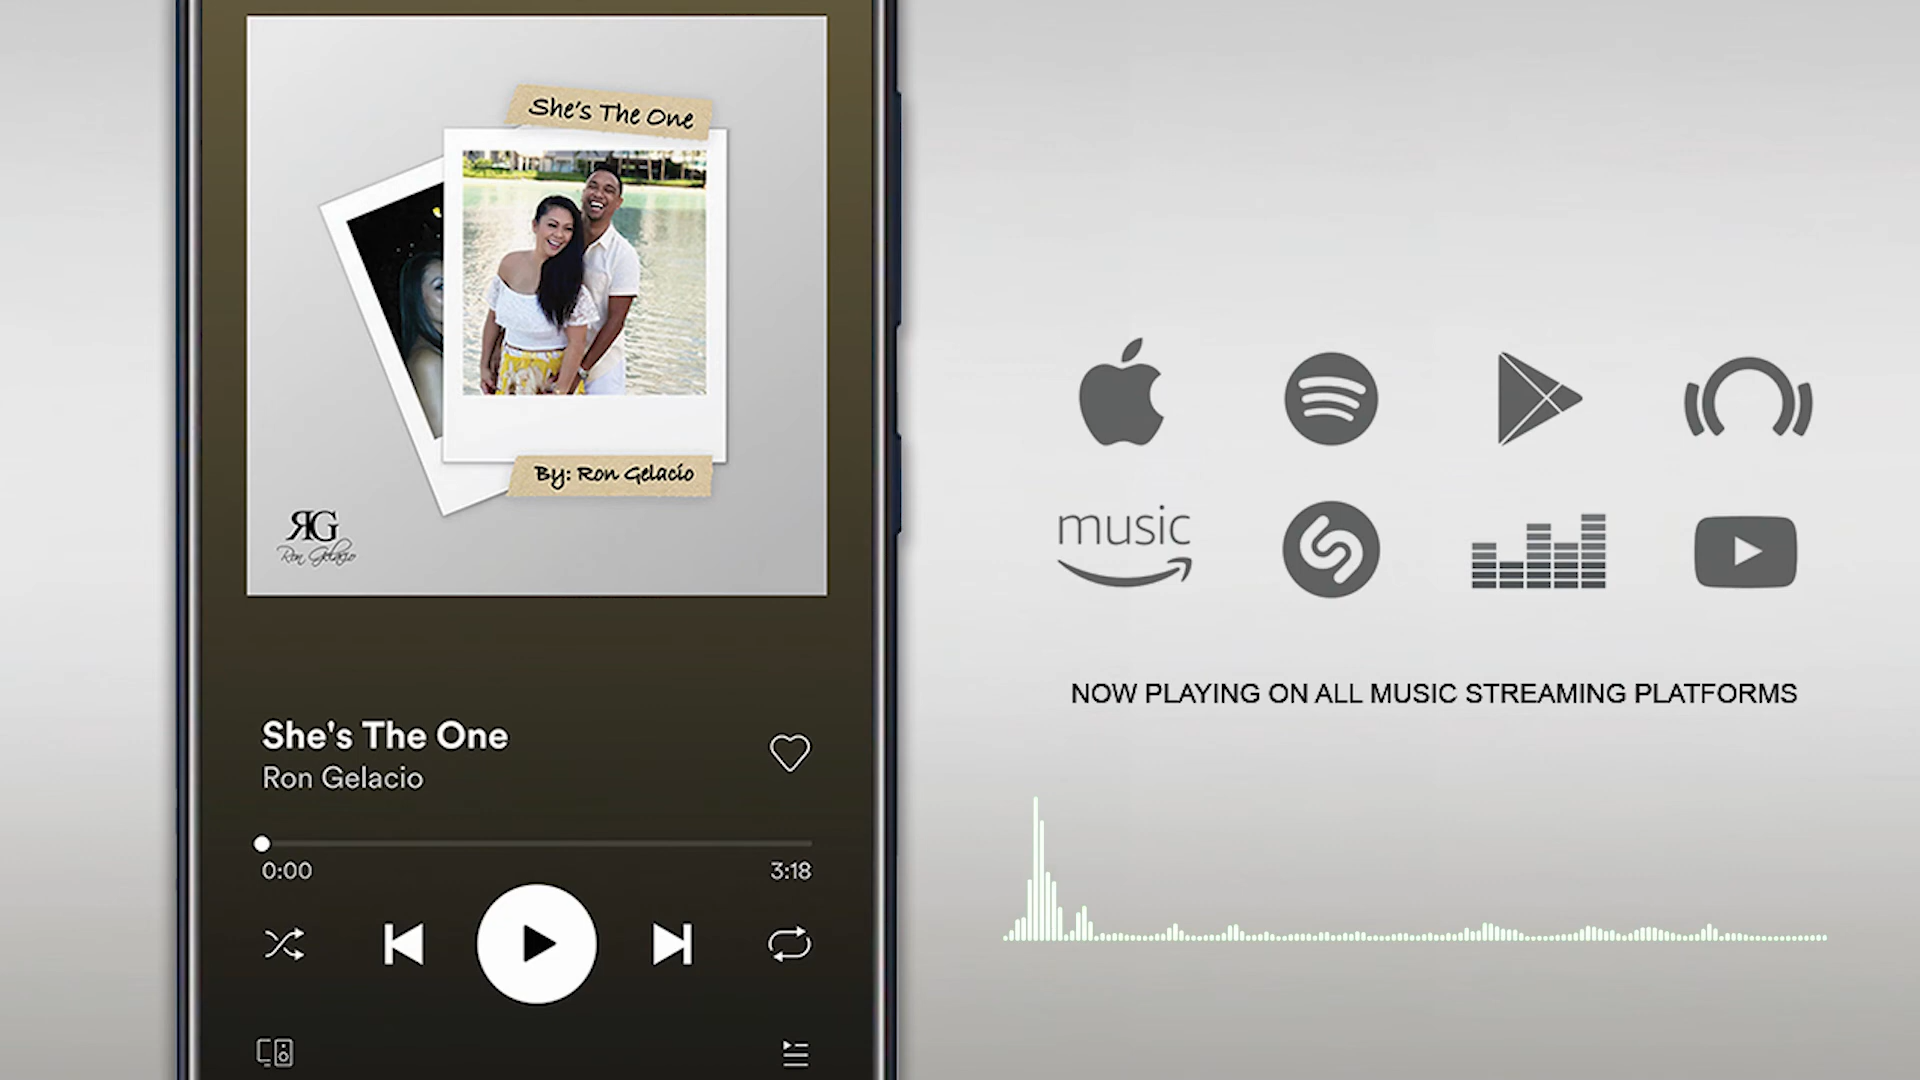 She's The One
By: Ron Gelacio
RG
Ron Gelacio
She's The One
Ron Gelacio
0:00
3:18
music
NOW PLAYING ON ALL MUSIC STREAMING PLATFORMS